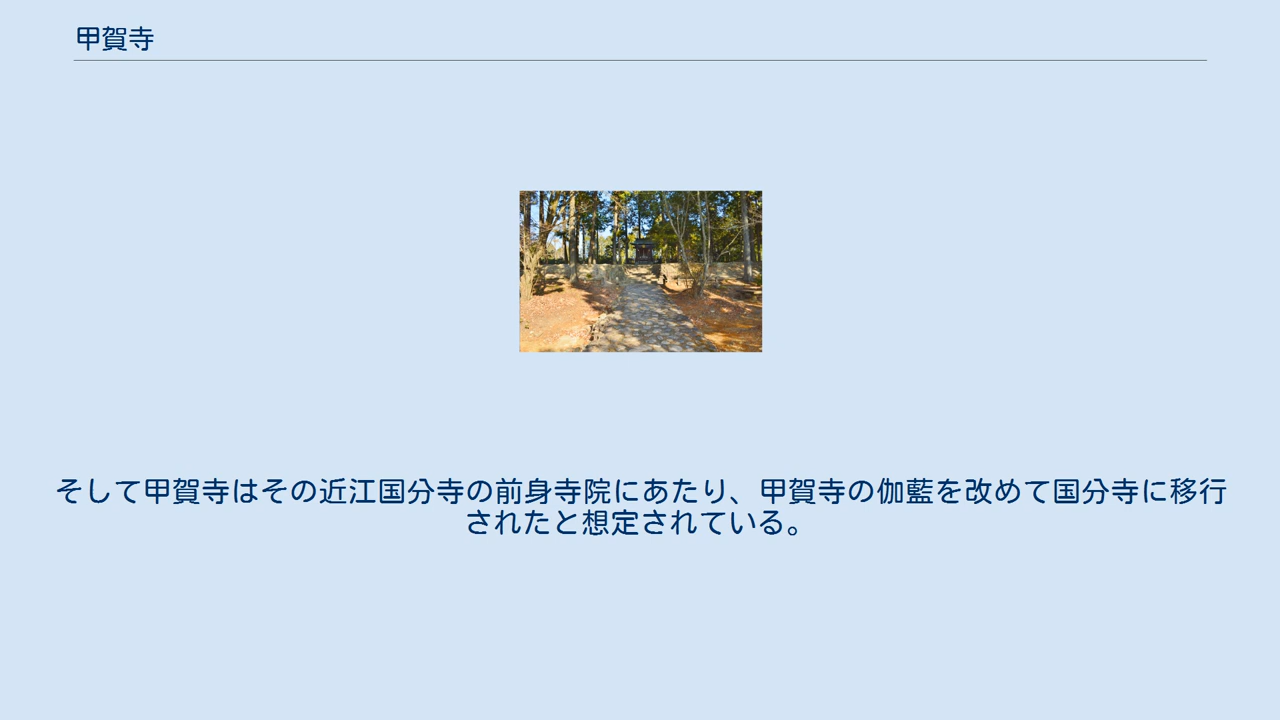 甲賀寺
そして甲賀寺はその近江国分寺の前身寺院にあたり、甲賀寺の伽藍を改めて国分寺に移行
されたと想定されている。